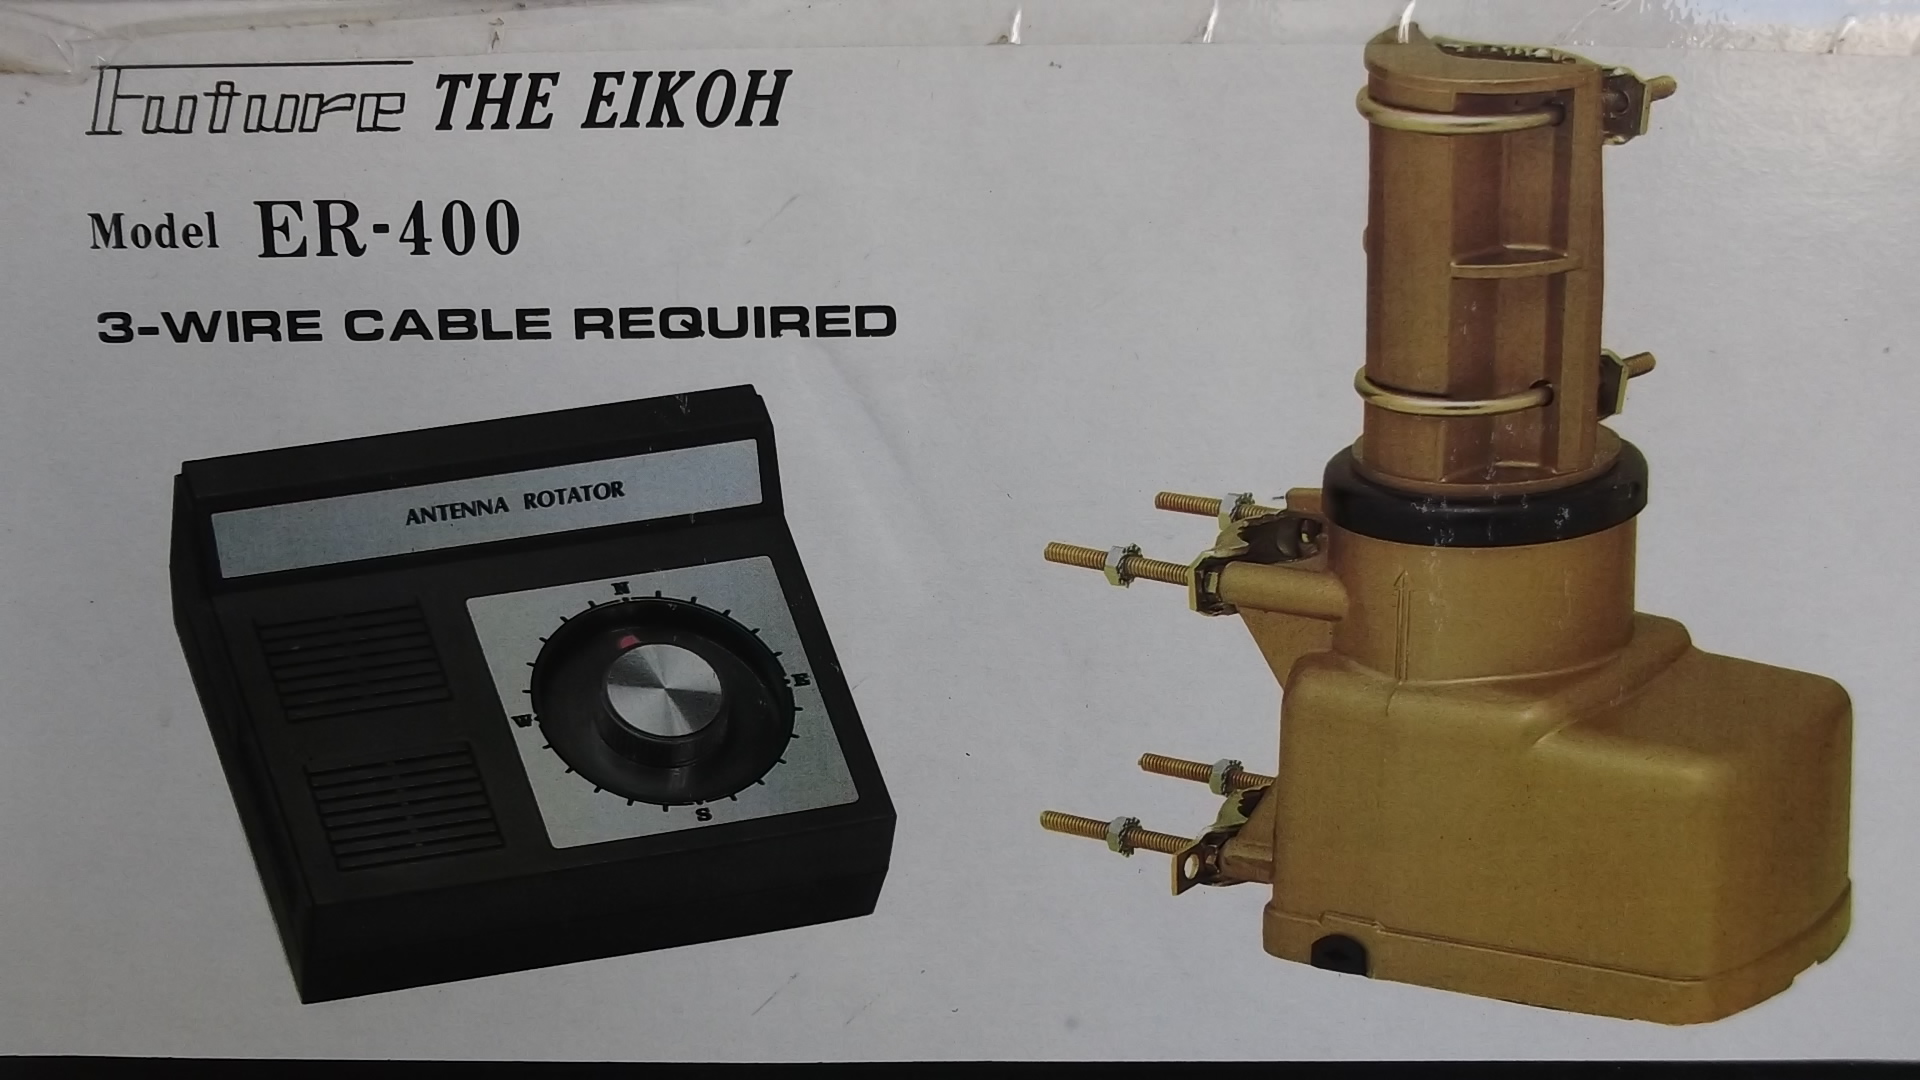 Future THE EIKOH
Model ER-400
3-WIRE CABLE REQUIRED
ANTENNA ROTATOR
N
E
W
S